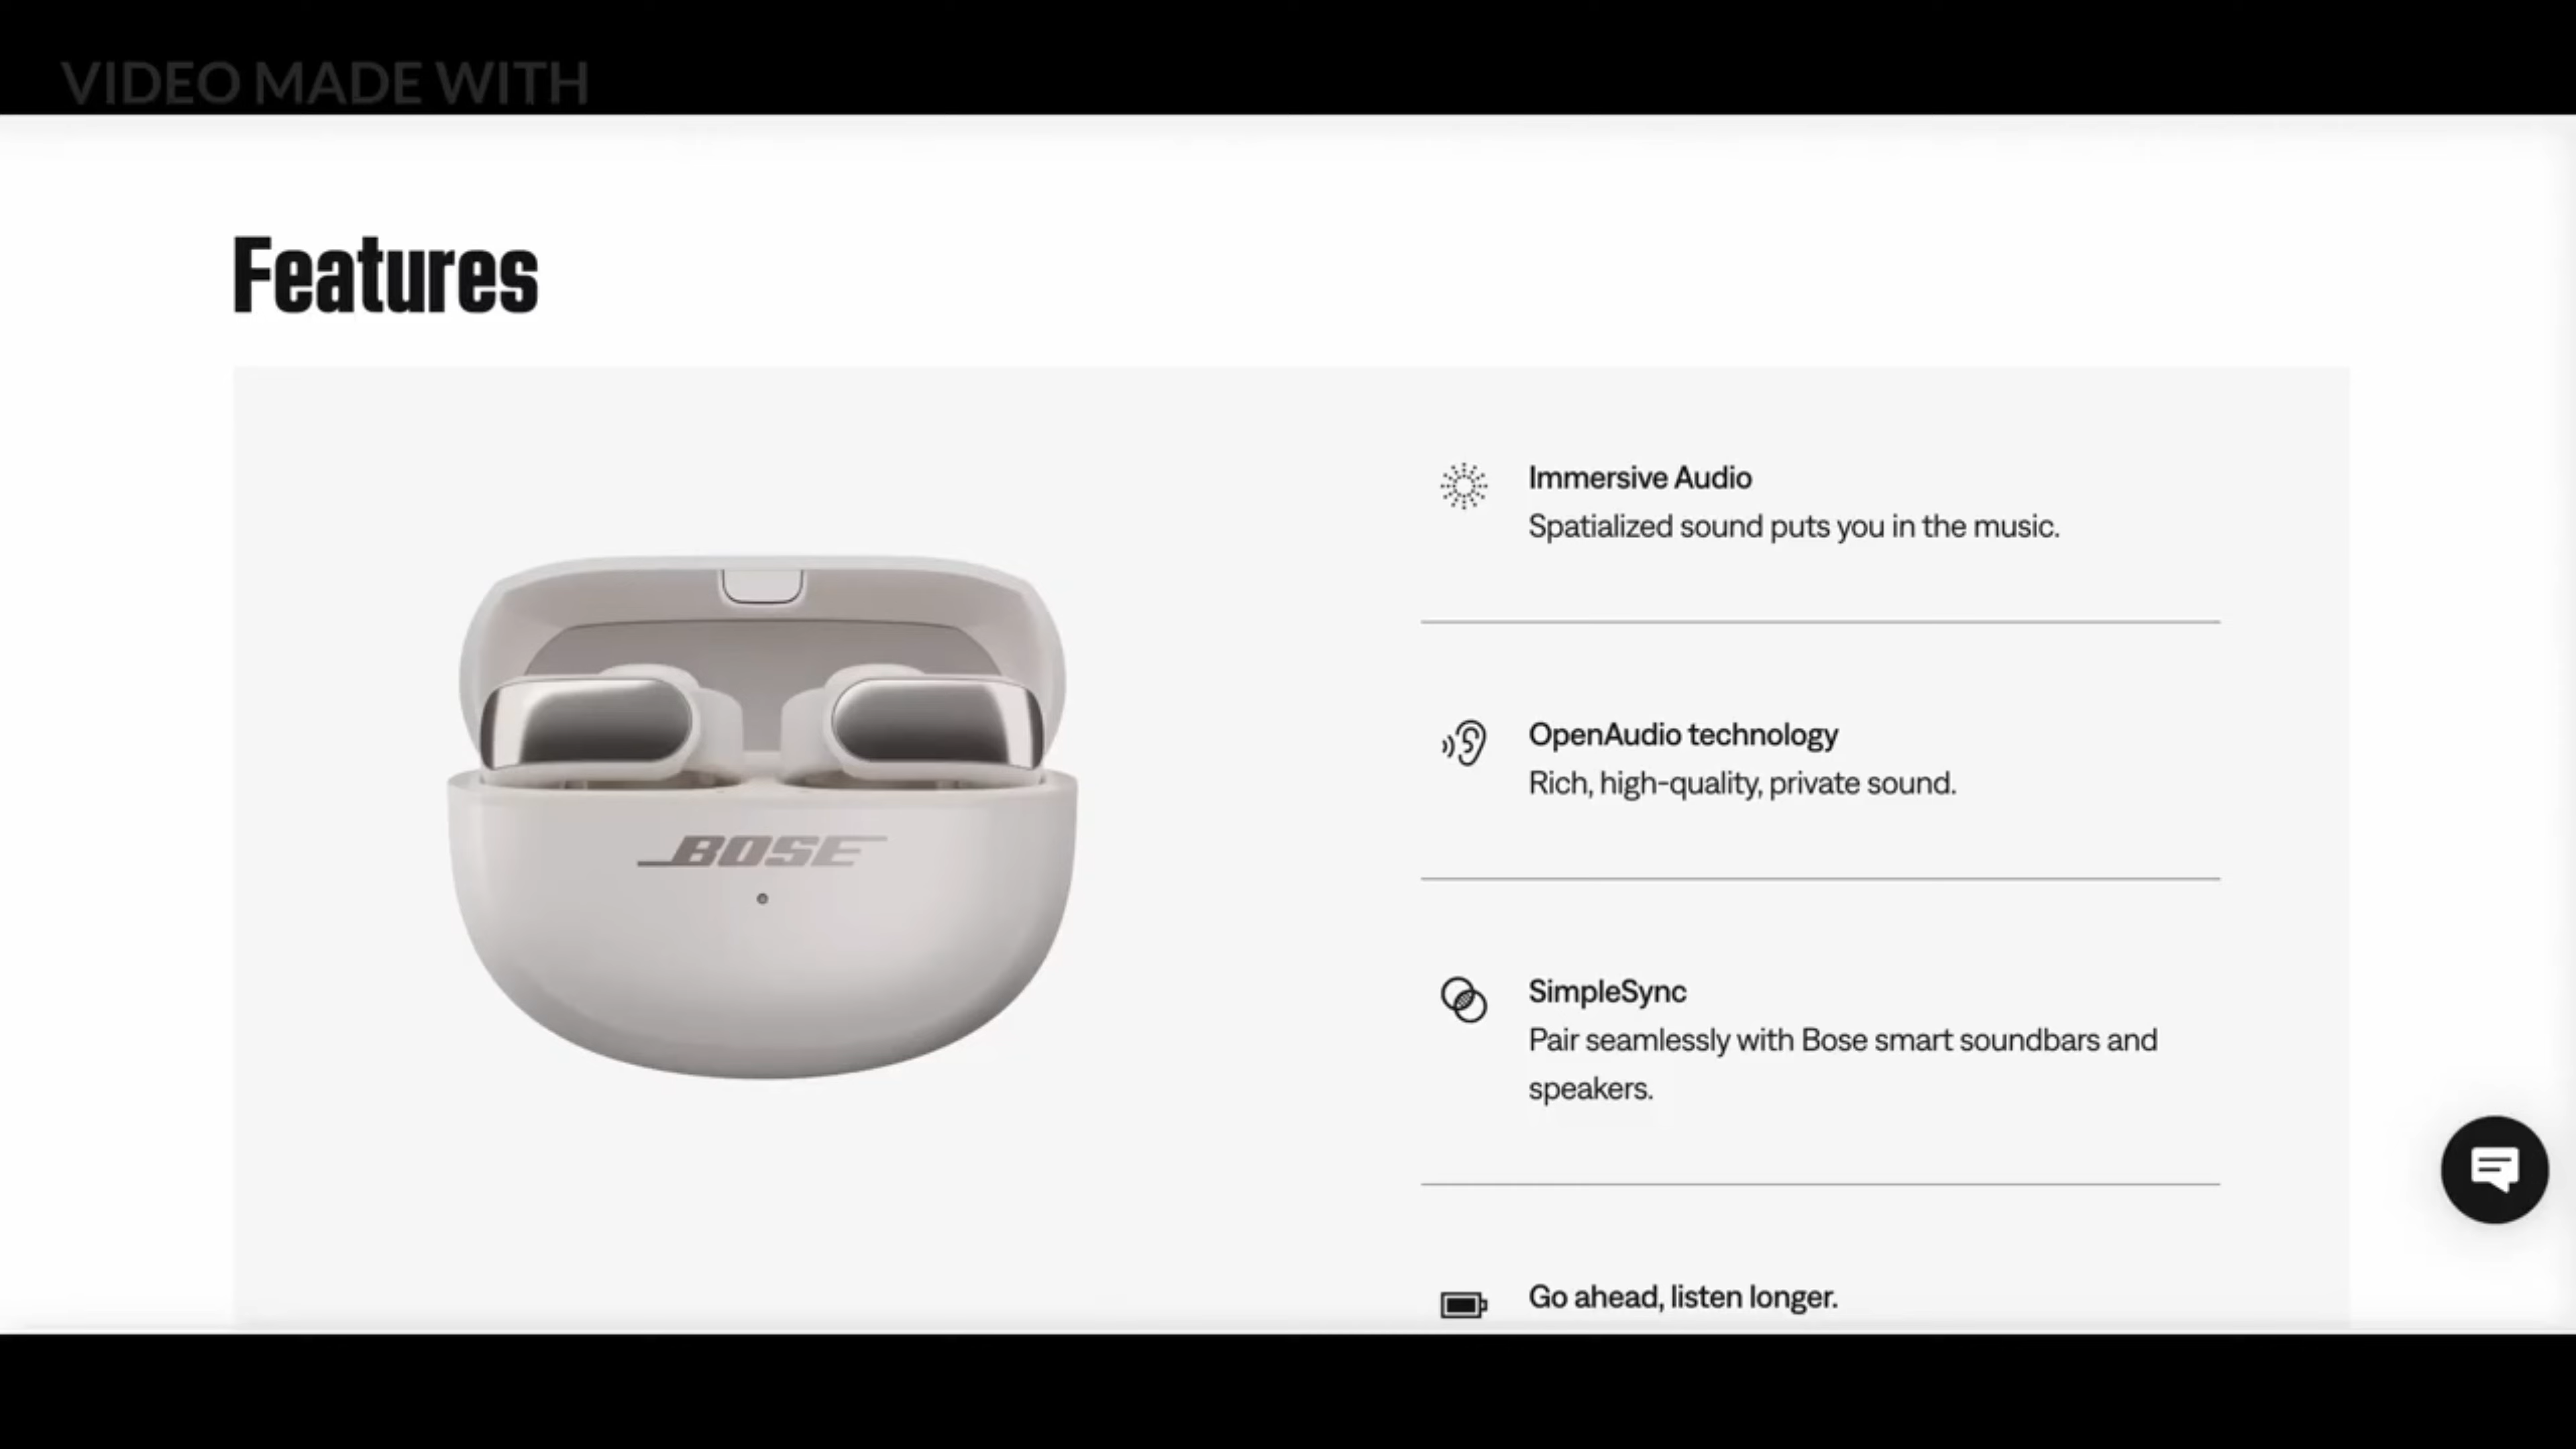 VIDEO MADE WITH
Features
Immersive Audio
Spatialized sound puts you in the music.
OpenAudio technology
Rich, high-quality, private sound.
BOSE
SimpleSync
Pair seamlessly with Bose smart soundbars and
speakers.
Go ahead, listen longer.